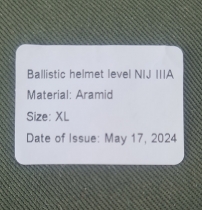 Ballistic helmet level NIJ IIIA
Material: Aramid
Size: XL
Date of Issue: May 17, 2024